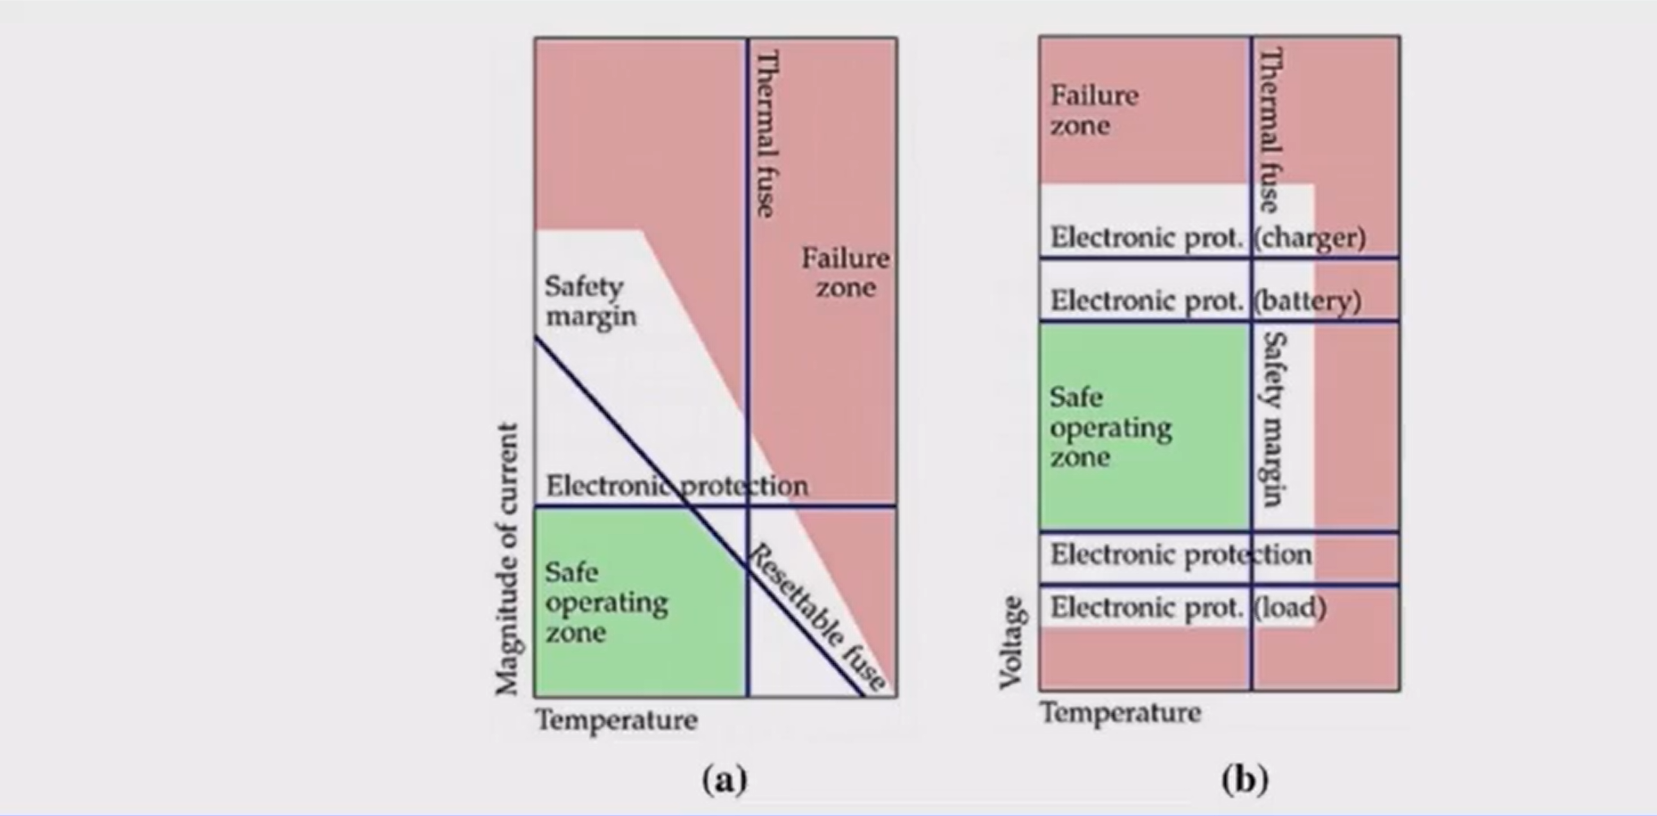 Thermal fuse
Failure
zone
Safety
margin
Electronic protection
Safe
operating
zone
Resettable fuse
Magnitude of current
Temperature
(a)
Failure
zone
Thermal fuse
Electronic prot. (charger)
Electronic prot. (battery)
Safe
operating
zone
Safety margin
Electronic protection
Electronic prot. (load)
Voltage
Temperature
(b)